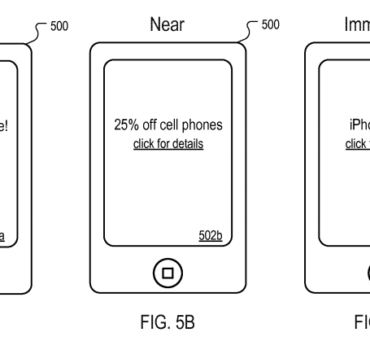 500
Near
500
Imm
e!
25% off cell phones
click for details
iPho
click
a
502b
FIG. 5B
FI